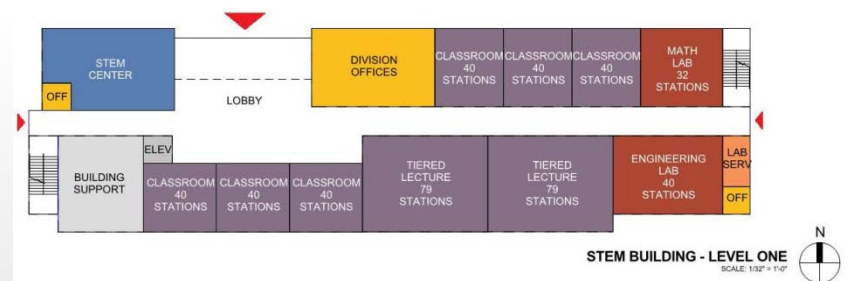 STEM
CENTER
OFF
LOBBY
DIVISION
OFFICES
CLASSROOM
40
STATIONS
CLASSROOM
40
STATIONS
CLASSROOM
40
STATIONS
MATH
LAB
32
STATIONS
BUILDING
SUPPORT
ELEV
CLASSROOM
40
STATIONS
CLASSROOM
40
STATIONS
CLASSROOM
40
STATIONS
TIERED
LECTURE
79
STATIONS
TIERED
LECTURE
79
STATIONS
ENGINEERING
LAB
40
STATIONS
LAB
SERV
OFF
STEM BUILDING - LEVEL ONE
SCALE: 1/32" = 1'-0"
N